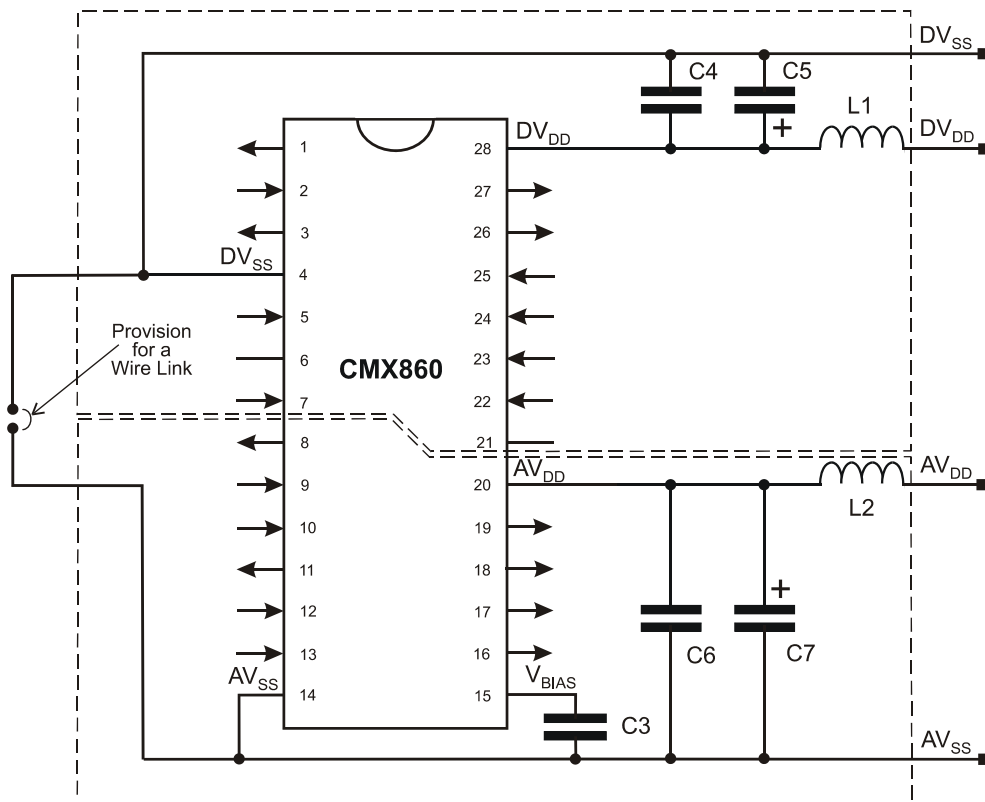 DVSS
C4
C5
L1
DVDD
DVDD
+
1
28
2
27
3
26
DVSS
4
25
5
24
Provision
for a
Wire Link
6
23
CMX860
7
22
8
21
AVDD
AVDD
9
20
L2
10
19
11
18
12
17
+
13
16
C6
C7
AVSS
VBIAS
14
15
C3
AVSS